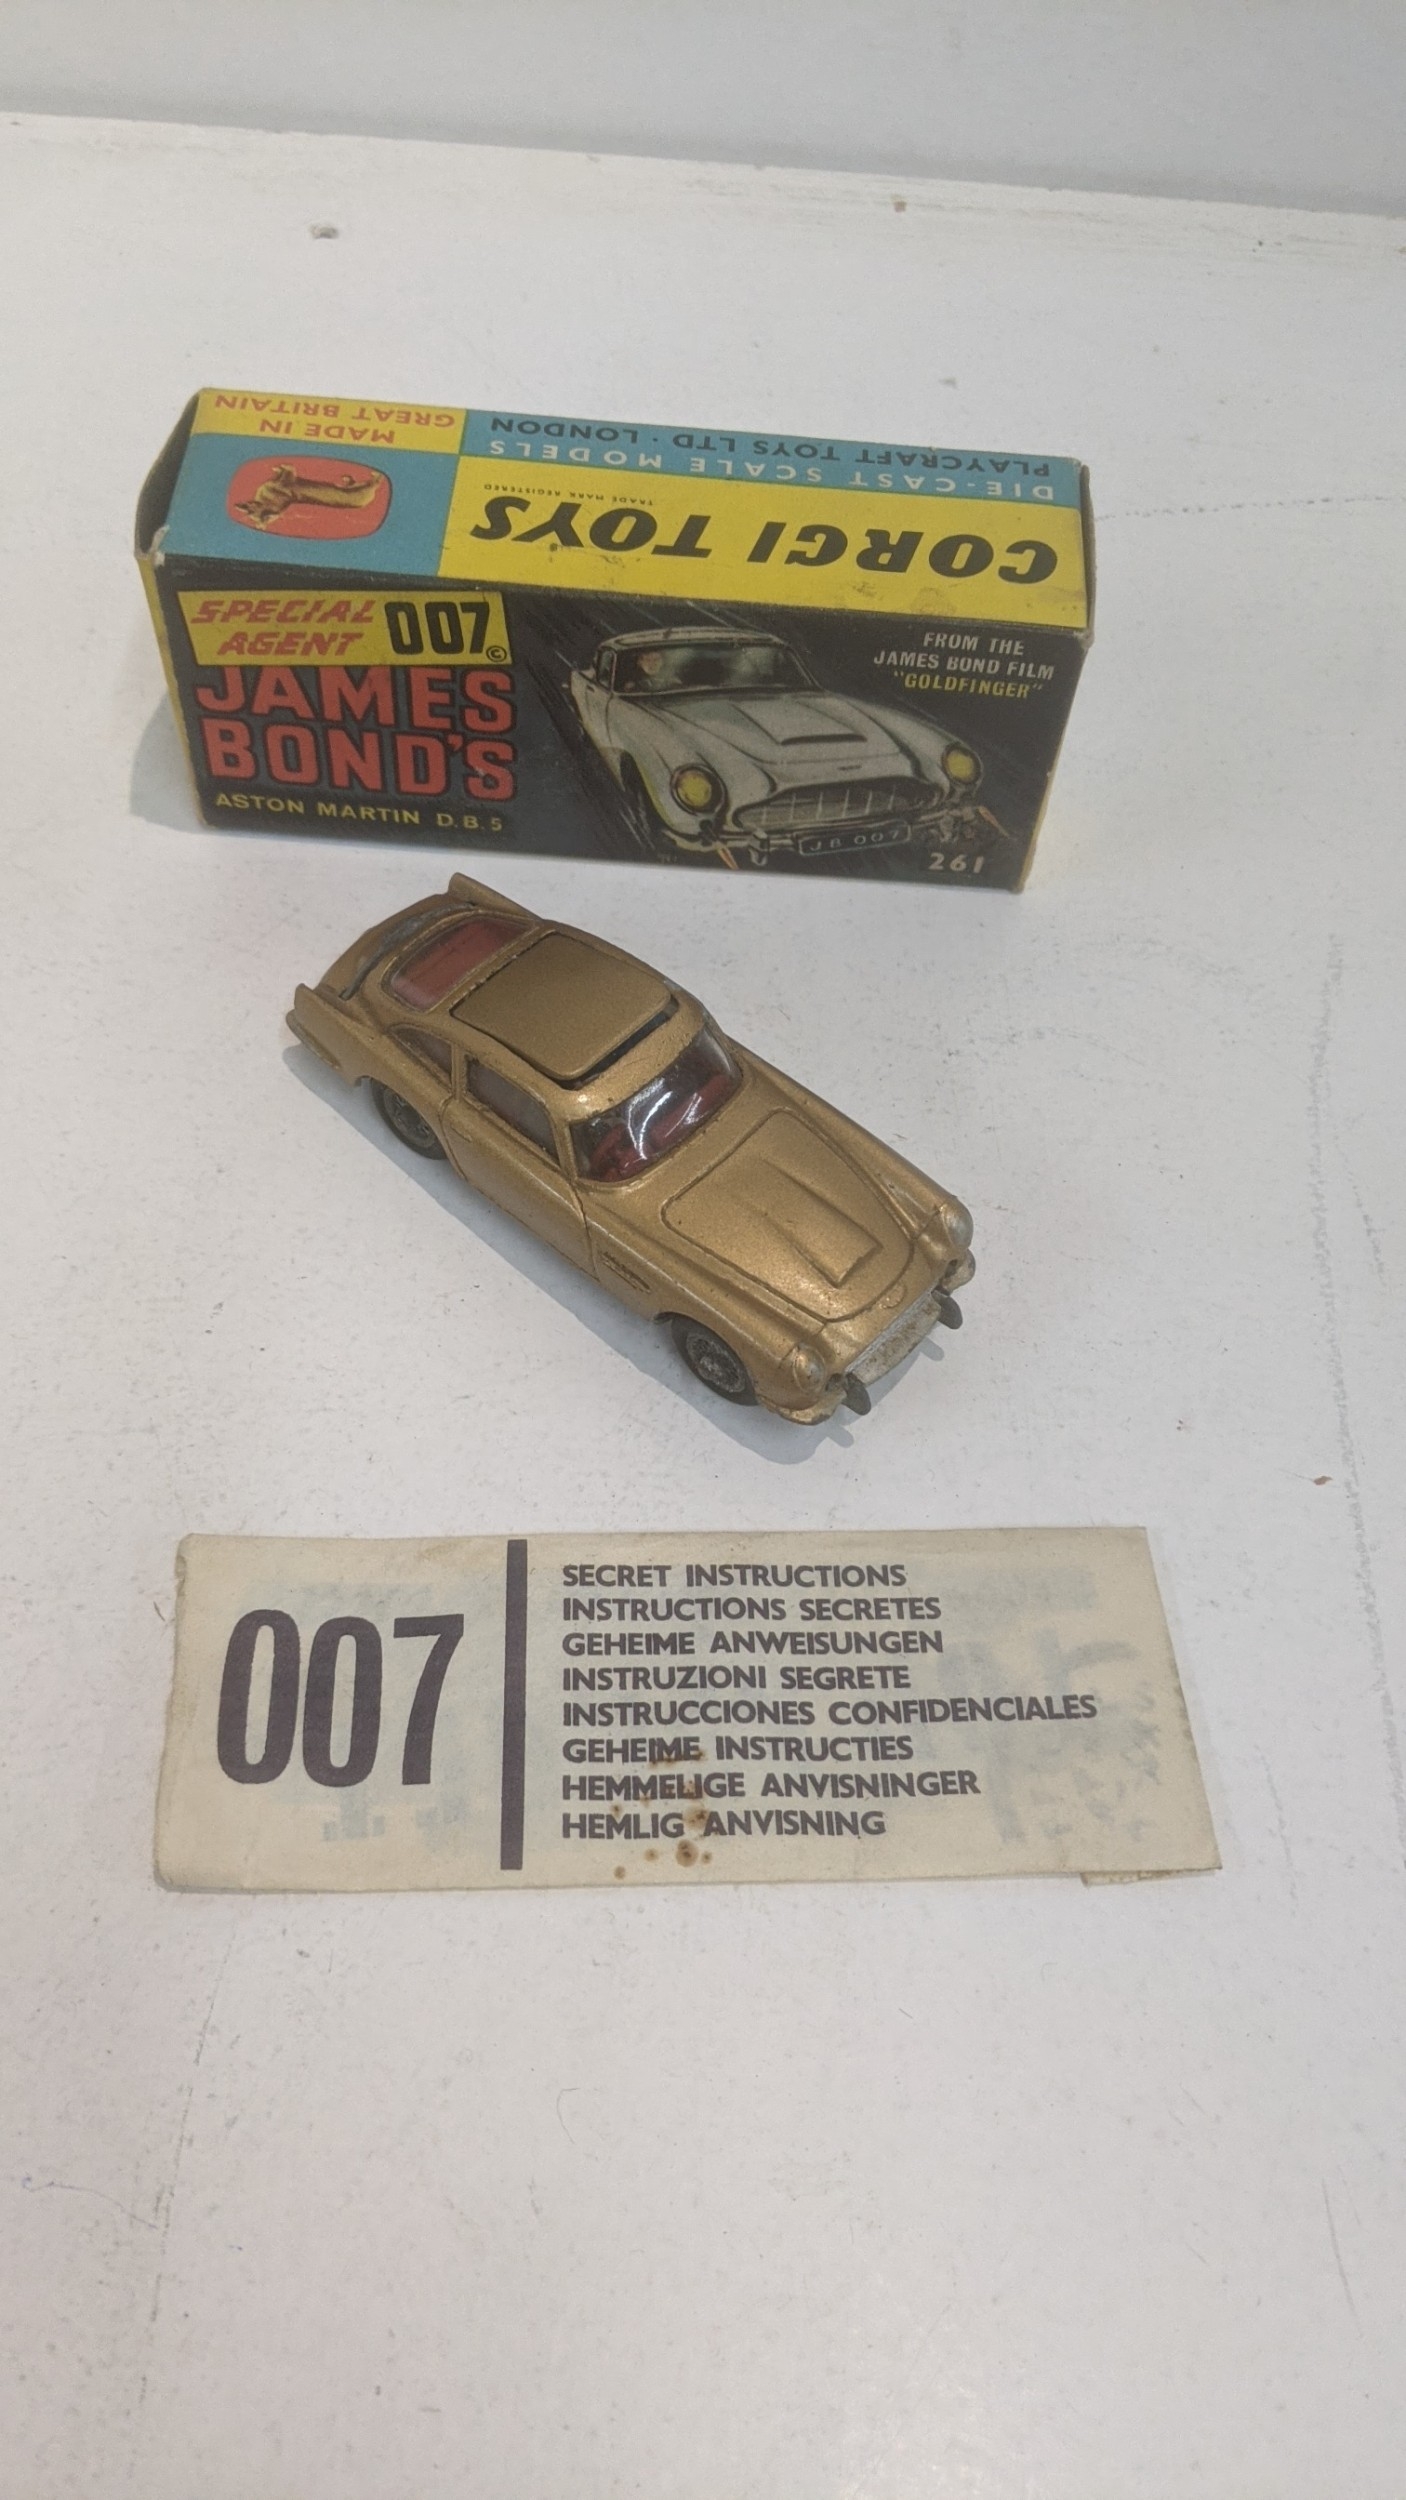 MADE IN
GREAT BRITAIN
DIE-CAST SCALE MODELS
PLAYCRAFT TOYS LTD · LONDON
CORGI TOYS
TRADE MARK REGISTERED
SPECIAL
AGENT
007©
JAMES
BOND'S
ASTON MARTIN D.B.5
FROM THE
JAMES BOND FILM
"GOLDFINGER"
JB 007
261
007
SECRET INSTRUCTIONS
INSTRUCTIONS SECRETES
GEHEIME ANWEISUNGEN
INSTRUZIONI SEGRETE
INSTRUCCIONES CONFIDENCIALES
GEHEIME INSTRUCTIES
HEMMELIGE ANVISNINGER
HEMLIG ANVISNING